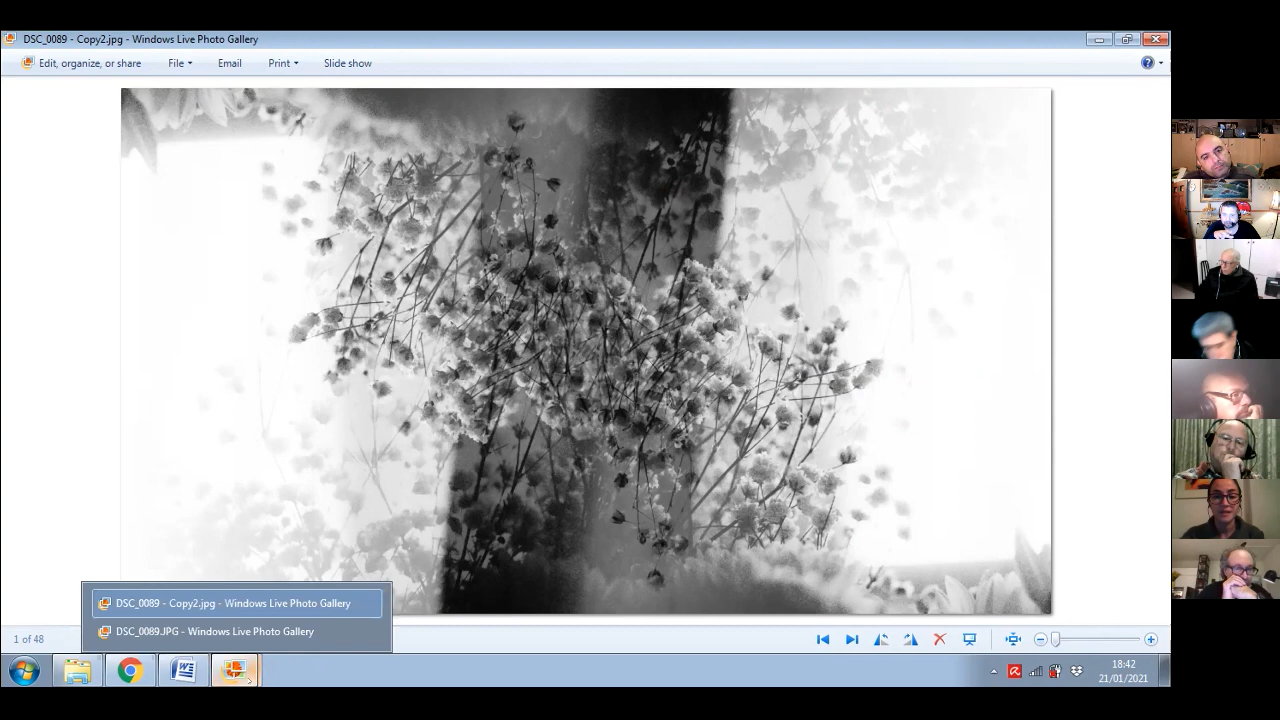 DSC_0089 - Copy2.jpg - Windows Live Photo Gallery
Edit, organize, or share File Email Print Slide show
DSC_0089 - Copy2.jpg - Windows Live Photo Gallery
DSC_0089.JPG - Windows Live Photo Gallery
1 of 48
18:42
21/01/2021